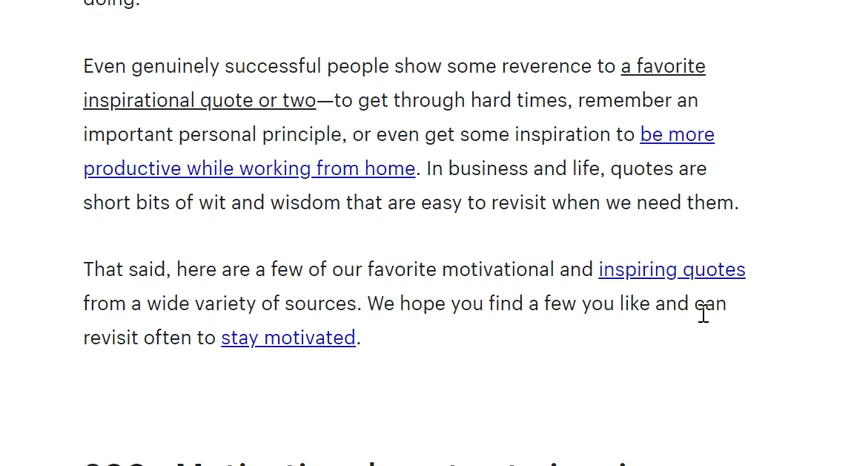 doing.
Even genuinely successful people show some reverence to a favorite
inspirational quote or two—to get through hard times, remember an
important personal principle, or even get some inspiration to be more
productive while working from home. In business and life, quotes are
short bits of wit and wisdom that are easy to revisit when we need them.
That said, here are a few of our favorite motivational and inspiring quotes
from a wide variety of sources. We hope you find a few you like and can
revisit often to stay motivated.